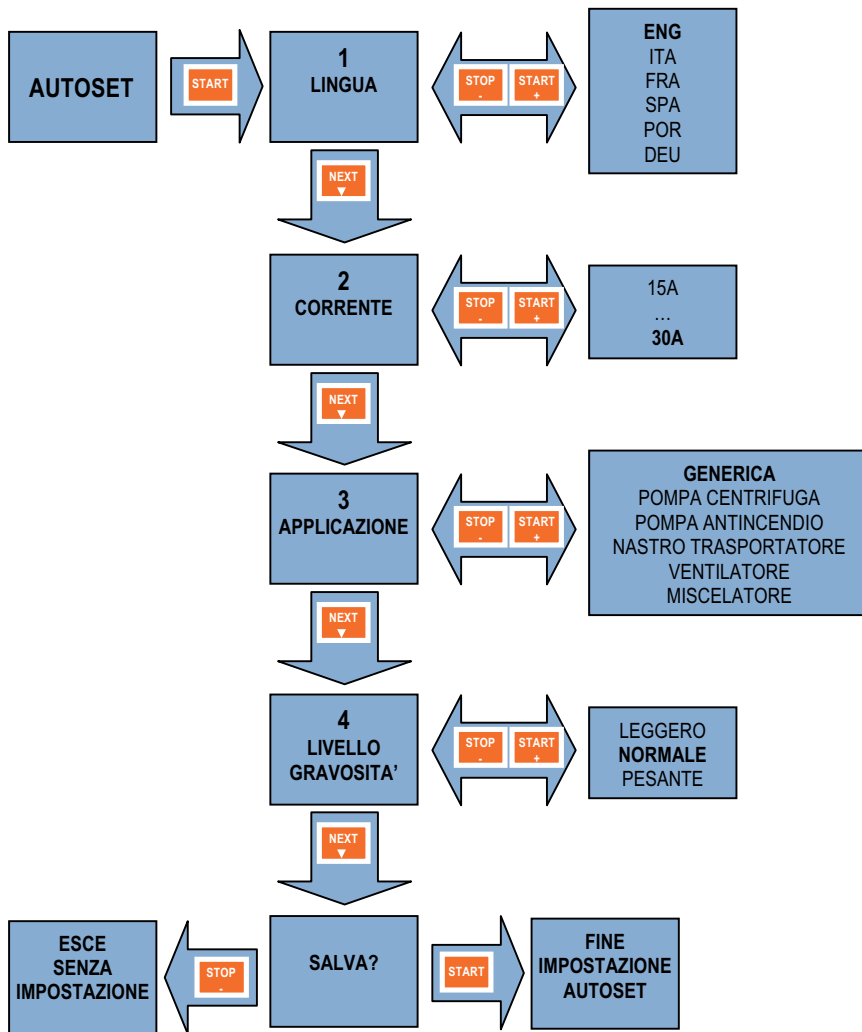 AUTOSET
START
1
LINGUA
STOP
-
START
+
ENG
ITA
FRA
SPA
POR
DEU
NEXT
▼
2
CORRENTE
STOP
-
START
+
15A
…
30A
NEXT
▼
3
APPLICAZIONE
STOP
-
START
+
GENERICA
POMPA CENTRIFUGA
POMPA ANTINCENDIO
NASTRO TRASPORTATORE
VENTILATORE
MISCELATORE
NEXT
▼
4
LIVELLO
GRAVOSITA’
STOP
-
START
+
LEGGERO
NORMALE
PESANTE
NEXT
▼
ESCE
SENZA
IMPOSTAZIONE
STOP
-
SALVA?
START
FINE
IMPOSTAZIONE
AUTOSET